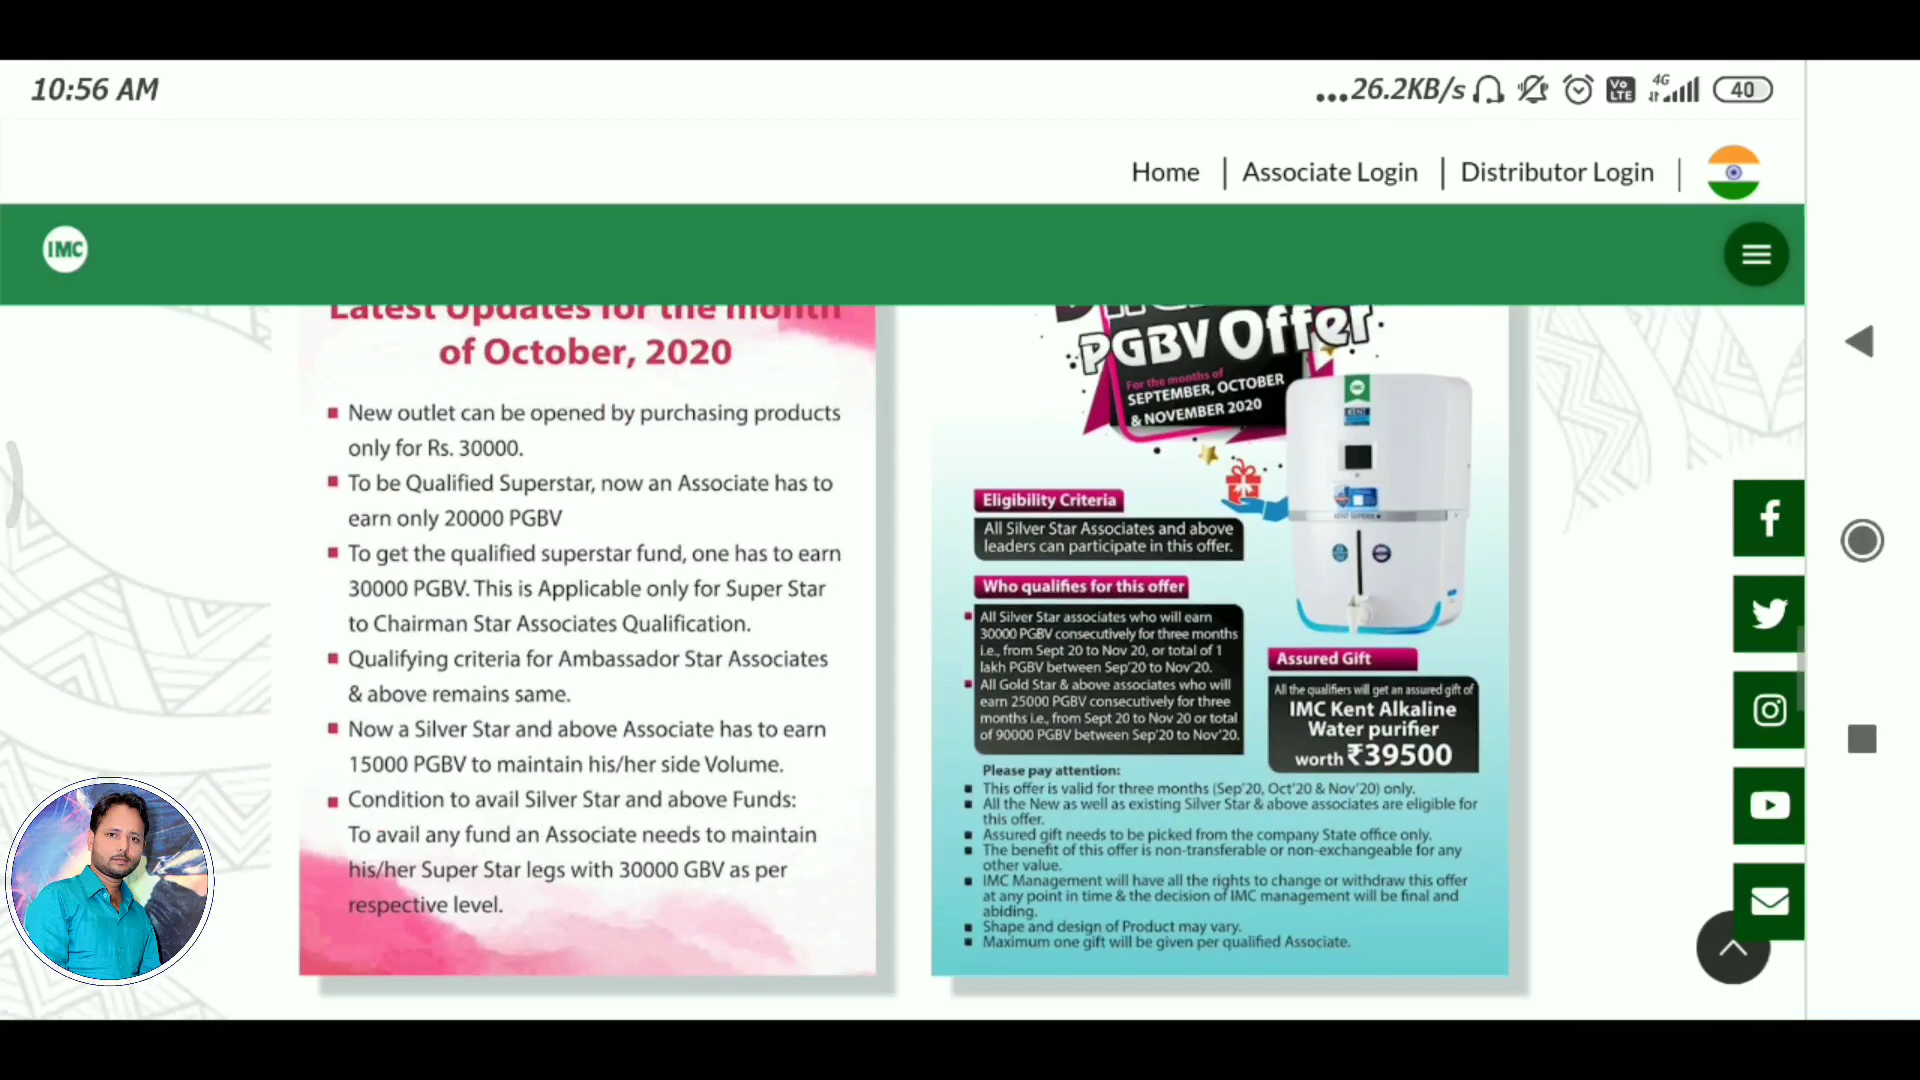 10:56 AM
...26.2KB/s
Vo LTE
4G
40
Home | Associate Login | Distributor Login |
IMC
Latest Updates for the month
of October, 2020
New outlet can be opened by purchasing products
only for Rs. 30000.
To be Qualified Superstar, now an Associate has to
earn only 20000 PGBV
To get the qualified superstar fund, one has to earn
30000 PGBV. This is Applicable only for Super Star
to Chairman Star Associates Qualification.
Qualifying criteria for Ambassador Star Associates
& above remains same.
Now a Silver Star and above Associate has to earn
15000 PGBV to maintain his/her side Volume.
Condition to avail Silver Star and above Funds:
To avail any fund an Associate needs to maintain
his/her Super Star legs with 30000 GBV as per
respective level.
PGBV Offer
For the months of
SEPTEMBER, OCTOBER
& NOVEMBER 2020
KENT
Eligibility Criteria
All Silver Star Associates and above
leaders can participate in this offer.
Who qualifies for this offer
All Silver Star associates who will earn
30000 PGBV consecutively for three months
i.e., from Sept 20 to Nov 20, or total of 1
lakh PGBV between Sep'20 to Nov'20.
All Gold Star & above associates who will
earn 25000 PGBV consecutively for three
months i.e., from Sept 20 to Nov 20 or total
of 90000 PGBV between Sep'20 to Nov'20.
Assured Gift
All the qualifiers will get an assured gift of
IMC Kent Alkaline
Water purifier
worth ₹39500
Please pay attention:
This offer is valid for three months (Sep'20, Oct'20 & Nov'20) only.
All the New as well as existing Silver Star & above associates are eligible for
this offer.
Assured gift needs to be picked from the company State office only.
The benefit of this offer is non-transferable or non-exchangeable for any
other value.
IMC Management will have all the rights to change or withdraw this offer
at any point in time & the decision of IMC management will be final and
abiding.
Shape and design of Product may vary.
Maximum one gift will be given per qualified Associate.